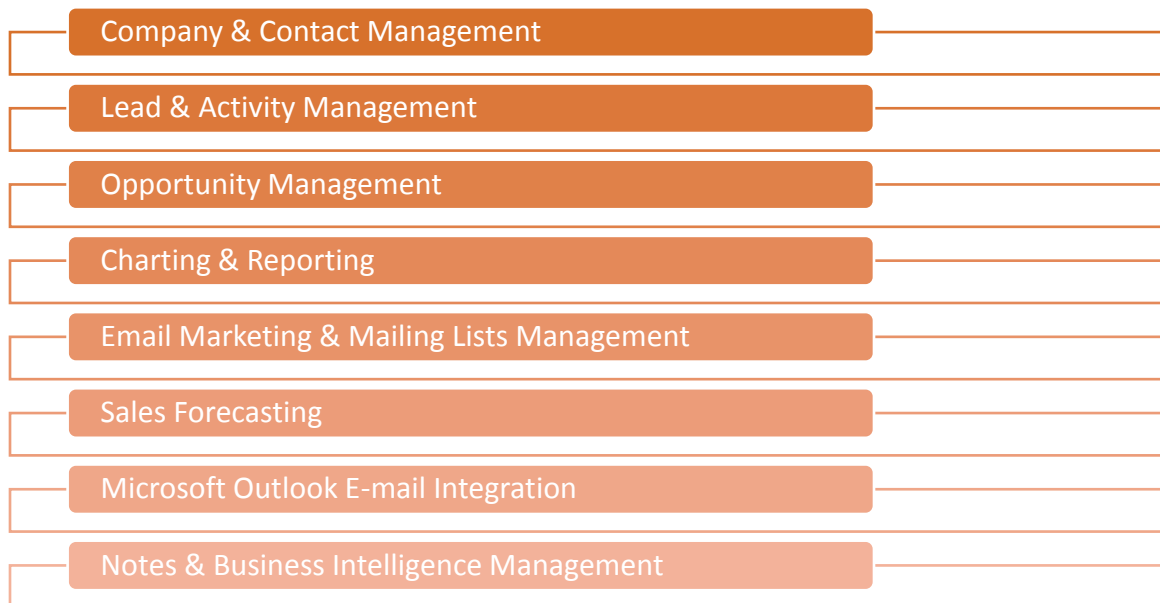 Company & Contact Management
Lead & Activity Management
Opportunity Management
Charting & Reporting
Email Marketing & Mailing Lists Management
Sales Forecasting
Microsoft Outlook E-mail Integration
Notes & Business Intelligence Management